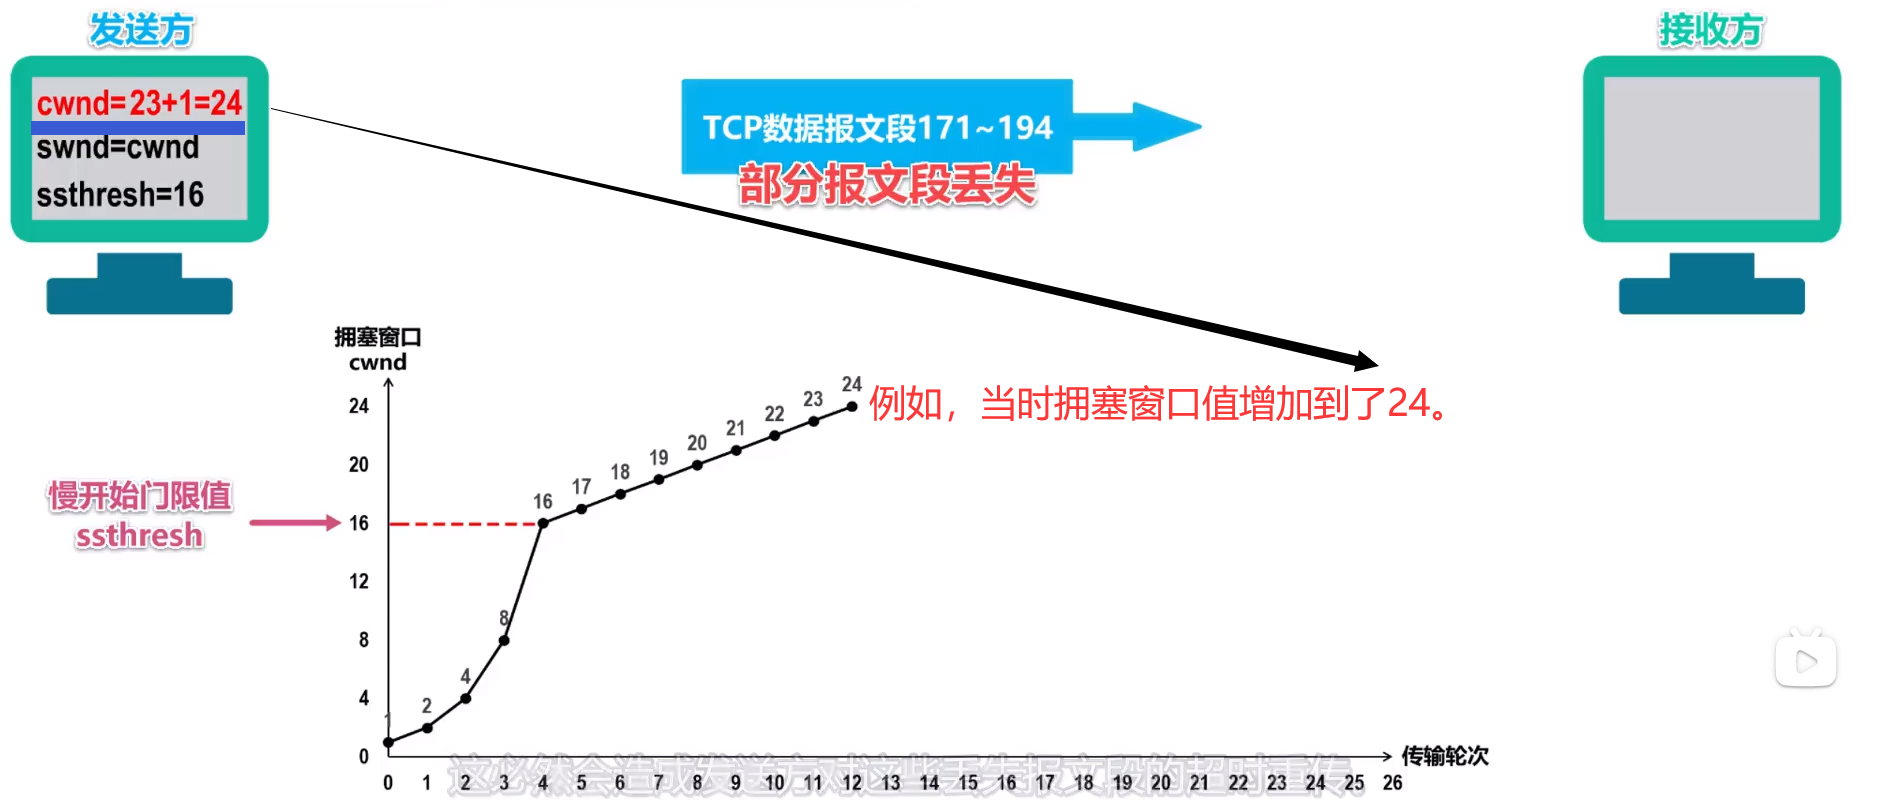 发送方
接收方
cwnd=23+1=24
swnd=cwnd
ssthresh=16
TCP数据报文段171~194
部分报文段丢失
拥塞窗口
cwnd
24
20
16
12
8
4
0
1
2
4
8
16
17
18
19
20
21
22
23
24
例如，当时拥塞窗口值增加到了24。
慢开始门限值
ssthresh
传输轮次
0 1 2 3 4 5 6 7 8 9 10 11 12 13 14 15 16 17 18 19 20 21 22 23 24 25 26
这必然会造成发送方对这些丢失报文段的超时重传。